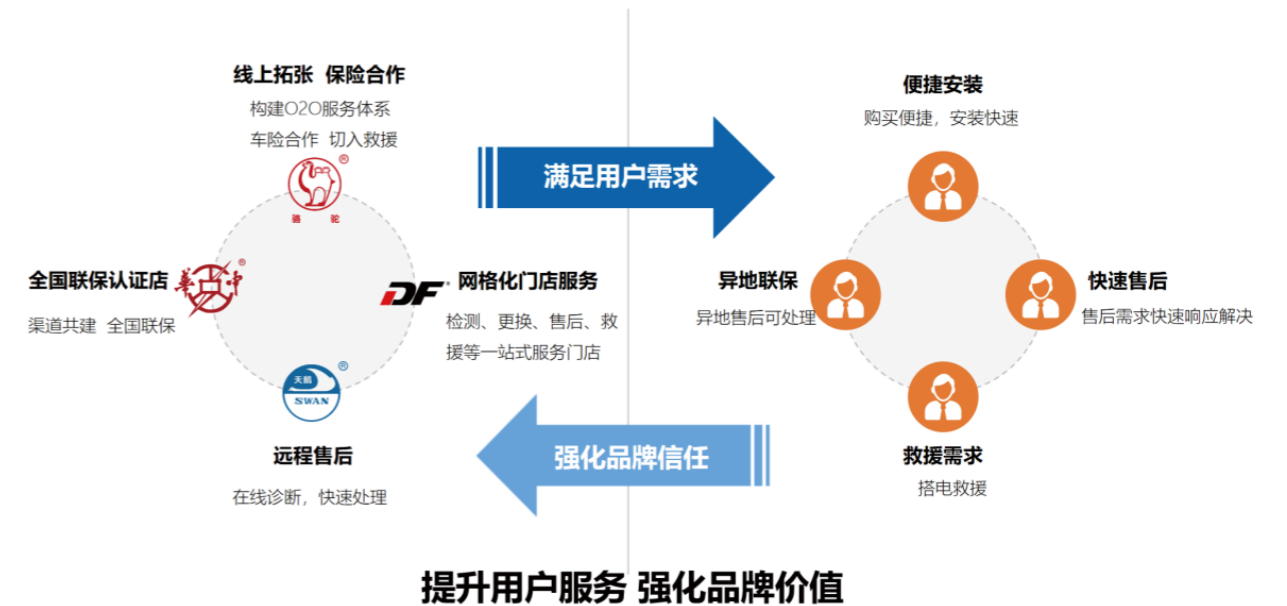 线上拓张 保险合作
构建O2O服务体系
车险合作 切入救援
®
骆 驼
全国联保认证店
渠道共建 全国联保
華中
®
DF
网格化门店服务
检测、更换、售后、救
援等一站式服务门店
天鹅
SWAN
®
远程售后
在线诊断，快速处理
满足用户需求
强化品牌信任
便捷安装
购买便捷，安装快速
异地联保
异地售后可处理
快速售后
售后需求快速响应解决
救援需求
搭电救援
提升用户服务 强化品牌价值